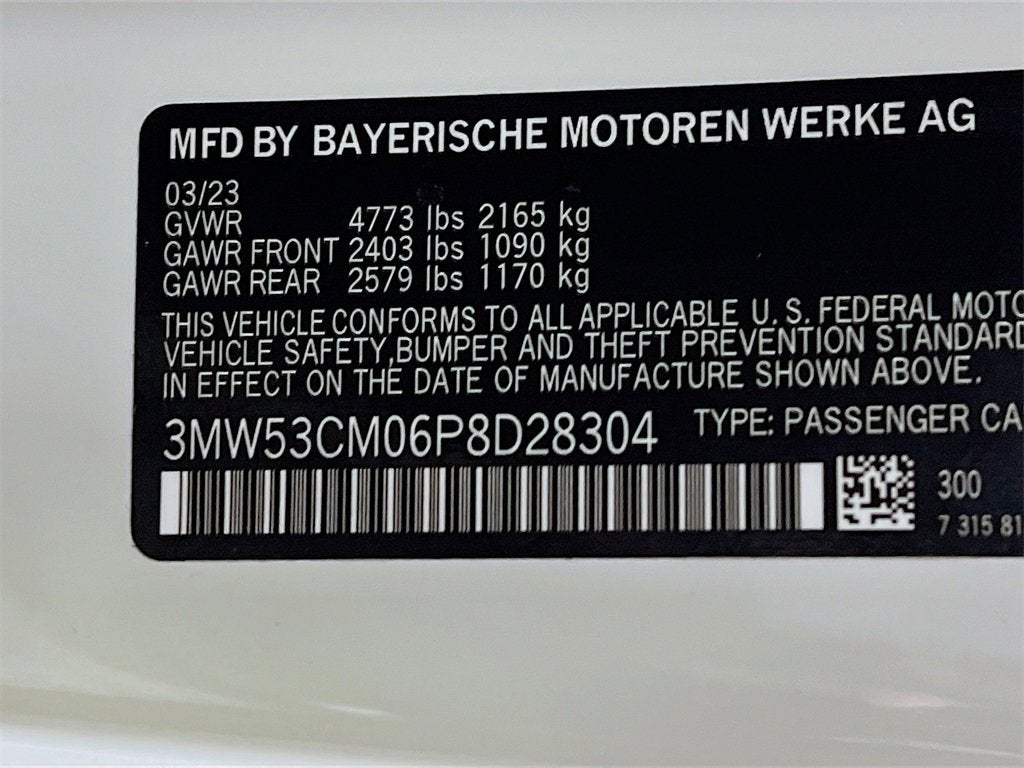 MFD BY BAYERISCHE MOTOREN WERKE AG
03/23
GVWR 4773 lbs 2165 kg
GAWR FRONT 2403 lbs 1090 kg
GAWR REAR 2579 lbs 1170 kg
THIS VEHICLE CONFORMS TO ALL APPLICABLE U.S. FEDERAL MOTO
VEHICLE SAFETY,BUMPER AND THEFT PREVENTION STANDARD
IN EFFECT ON THE DATE OF MANUFACTURE SHOWN ABOVE.
3MW53CM06P8D28304 TYPE: PASSENGER CA
300
7 315 81